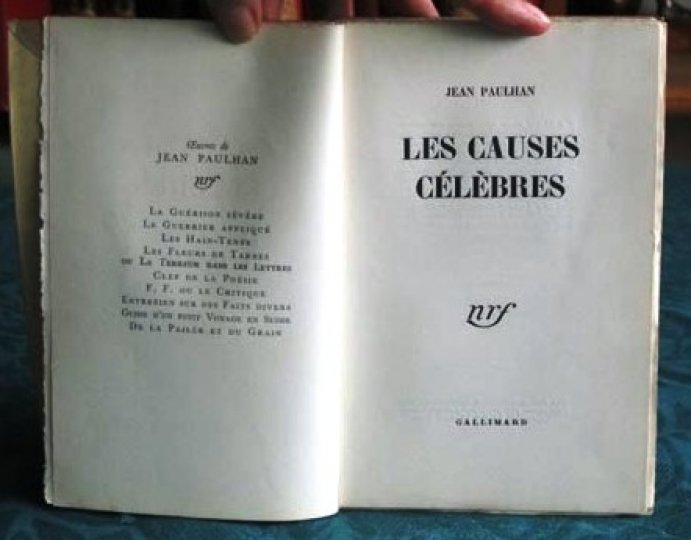 Œuvres de
JEAN PAULHAN
nrf
LA GUÉRISON SÉVÈRE
LE GUERRIER APPLIQUÉ
LES HAIN-TENYS
LES FLEURS DE TARBES
OU LA TERREUR DANS LES LETTRES
CLEF DE LA POÉSIE
F. F. OU LE CRITIQUE
ENTRETIEN SUR DES FAITS DIVERS
GUIDE D'UN PETIT VOYAGE EN SUISSE
DE LA PAILLE ET DU GRAIN
JEAN PAULHAN
LES CAUSES
CÉLÈBRES
nrf
GALLIMARD